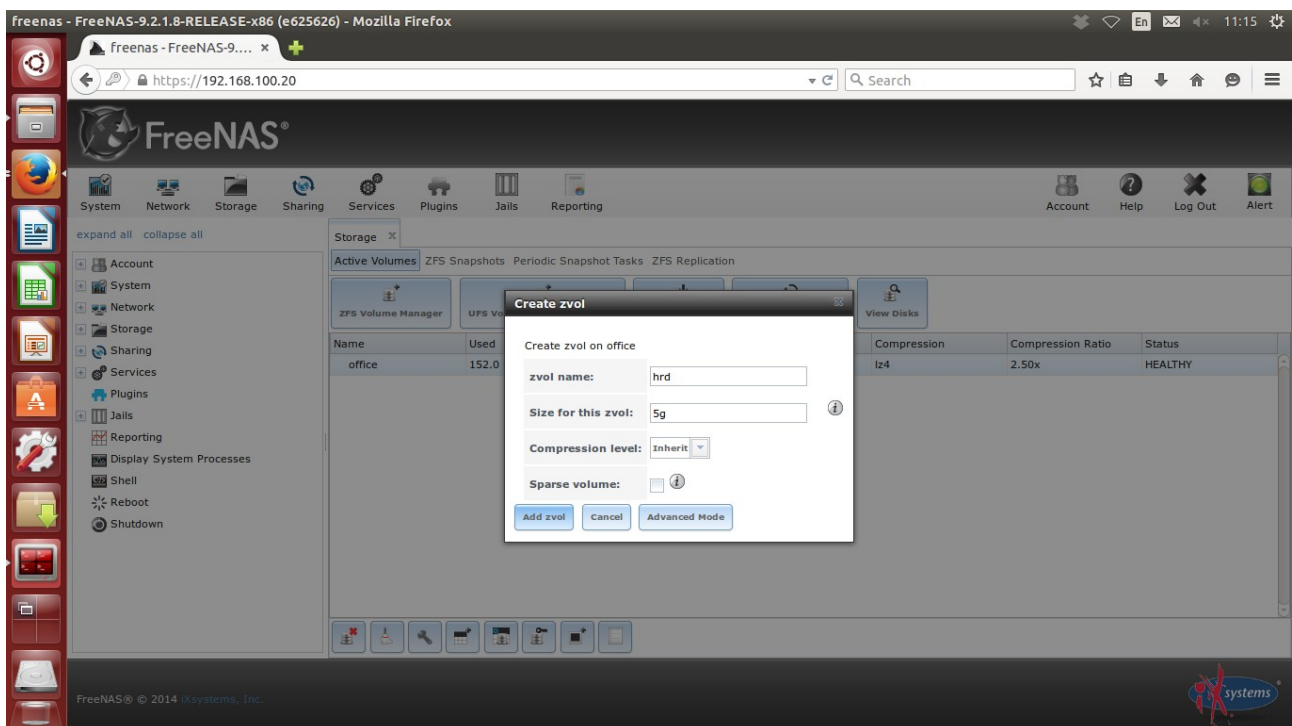 freenas - FreeNAS-9.2.1.8-RELEASE-x86 (e625626) - Mozilla Firefox
En
11:15
freenas - FreeNAS-9.... ×
https://192.168.100.20
Search
FreeNAS®
System Network Storage Sharing Services Plugins Jails Reporting
Account Help Log Out Alert
expand all collapse all
Account
System
Network
Storage
Sharing
Services
Plugins
Jails
Reporting
Display System Processes
Shell
Reboot
Shutdown
Storage
Active Volumes ZFS Snapshots Periodic Snapshot Tasks ZFS Replication
ZFS Volume Manager UFS Vo View Disks
Name Used Compression Compression Ratio Status
office 152.0 lz4 2.50x HEALTHY
Create zvol
Create zvol on office
zvol name: hrd
Size for this zvol: 5g
Compression level: Inherit
Sparse volume:
Add zvol Cancel Advanced Mode
FreeNAS® © 2014 iXsystems, Inc.
iXsystems